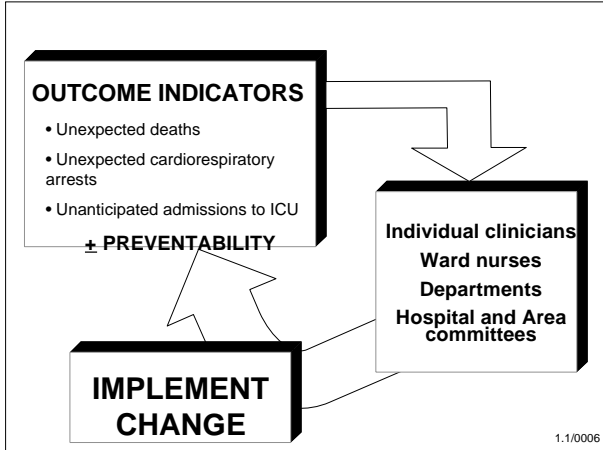 OUTCOME INDICATORS
• Unexpected deaths
• Unexpected cardiorespiratory
arrests
• Unanticipated admissions to ICU
± PREVENTABILITY
Individual clinicians
Ward nurses
Departments
Hospital and Area
committees
IMPLEMENT
CHANGE
1.1/0006